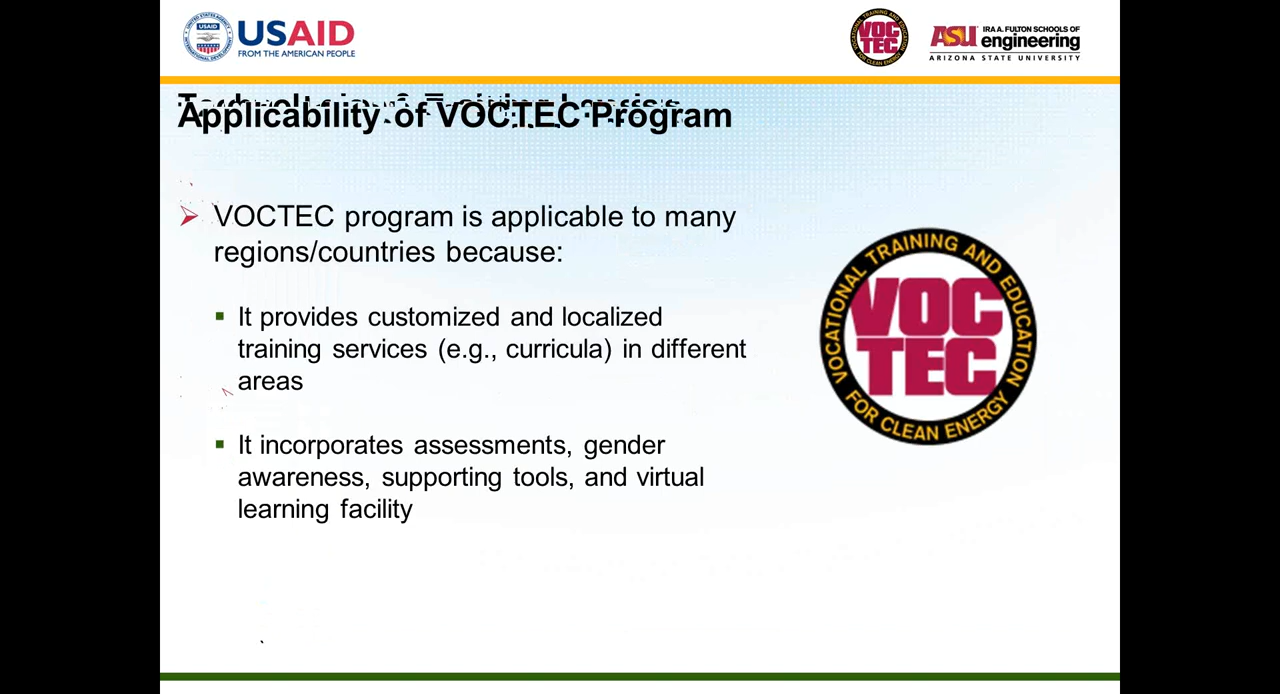 USAID
FROM THE AMERICAN PEOPLE
VOCTEC
ASU IRA A. FULTON SCHOOLS OF
engineering
ARIZONA STATE UNIVERSITY
Applicability of VOCTEC Program
VOCTEC program is applicable to many
regions/countries because:
It provides customized and localized
training services (e.g., curricula) in different
areas
It incorporates assessments, gender
awareness, supporting tools, and virtual
learning facility
VOCATIONAL TRAINING AND EDUCATION
VOC
TEC
FOR CLEAN ENERGY